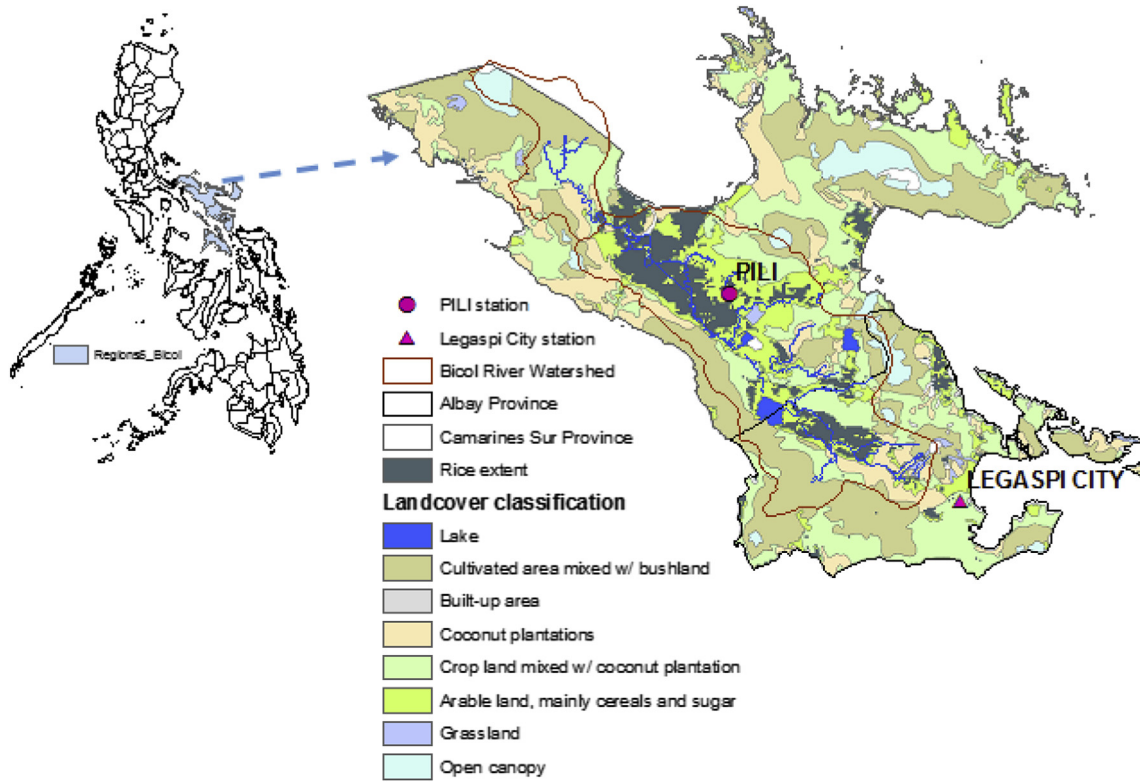 PILI
PILI station
Legaspi City station
Bicol River Watershed
Albay Province
Camarines Sur Province
Rice extent
Landcover classification
Lake
Cultivated area mixed w/ bushland
Built-up area
Coconut plantations
Crop land mixed w/ coconut plantation
Arable land, mainly cereals and sugar
Grassland
Open canopy
Region5_Bicol
LEGASPI CITY